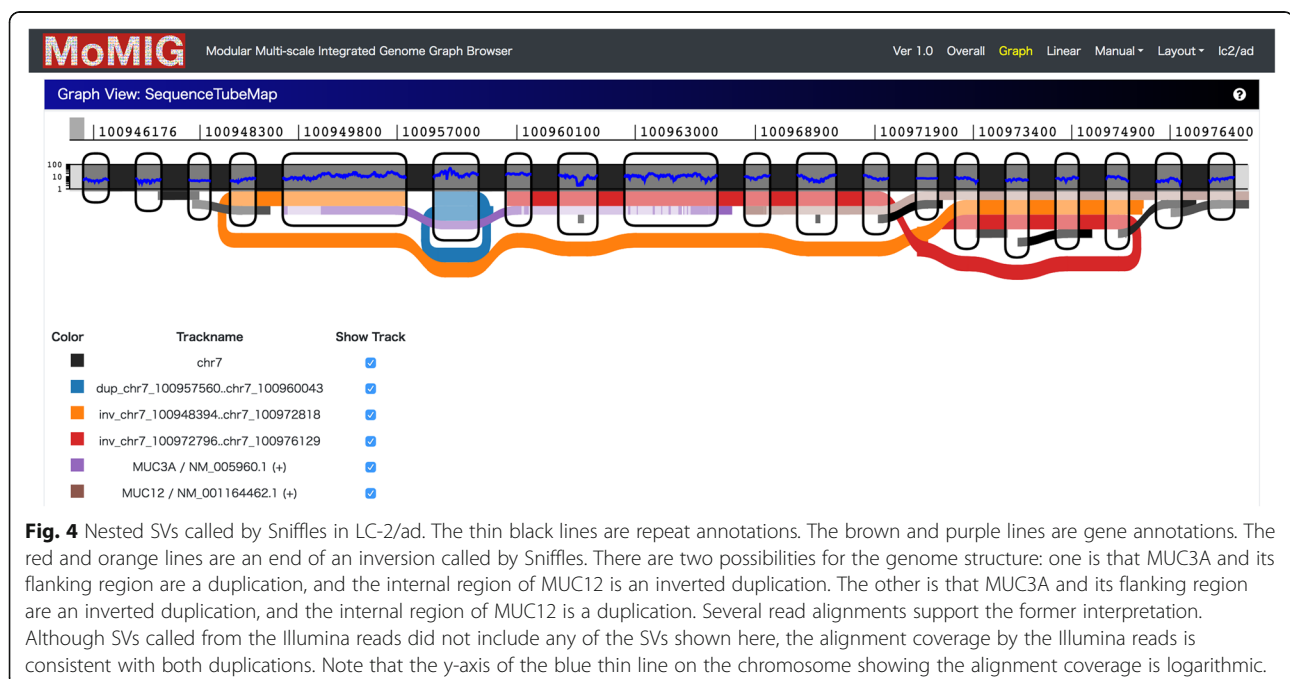 MoMIG Modular Multi-scale Integrated Genome Graph Browser Ver 1.0 Overall Graph Linear Manual Layout lc2/ad
Graph View: SequenceTubeMap ?
100946176 100948300 100949800 100957000 100960100 100963000 100968900 100971900 100973400 100974900 100976400
100
10
1
Color Trackname Show Track
chr7
dup_chr7_100957560..chr7_100960043
inv_chr7_100948394..chr7_100972818
inv_chr7_100972796..chr7_100976129
MUC3A / NM_005960.1 (+)
MUC12 / NM_001164462.1 (+)
Fig. 4 Nested SVs called by Sniffles in LC-2/ad. The thin black lines are repeat annotations. The brown and purple lines are gene annotations. The
red and orange lines are an end of an inversion called by Sniffles. There are two possibilities for the genome structure: one is that MUC3A and its
flanking region are a duplication, and the internal region of MUC12 is an inverted duplication. The other is that MUC3A and its flanking region
are an inverted duplication, and the internal region of MUC12 is a duplication. Several read alignments support the former interpretation.
Although SVs called from the Illumina reads did not include any of the SVs shown here, the alignment coverage by the Illumina reads is
consistent with both duplications. Note that the y-axis of the blue thin line on the chromosome showing the alignment coverage is logarithmic.